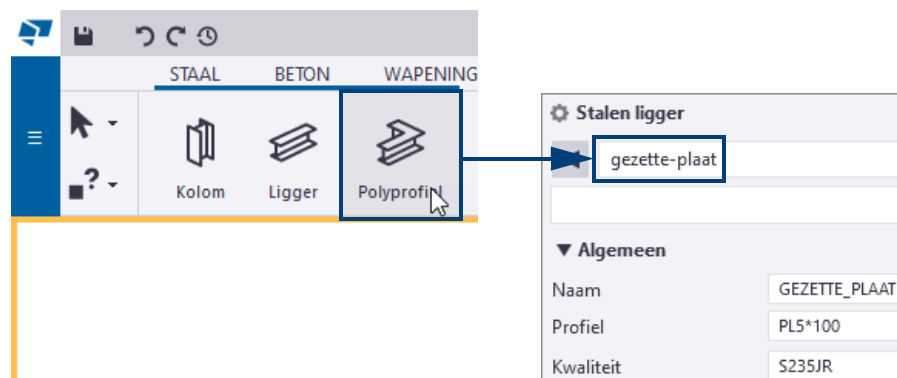 STAAL BETON WAPENING
Kolom Ligger Polyprofiel
Stalen ligger
gezette-plaat
Algemeen
Naam GEZETTE_PLAAT
Profiel PL5*100
Kwaliteit S235JR